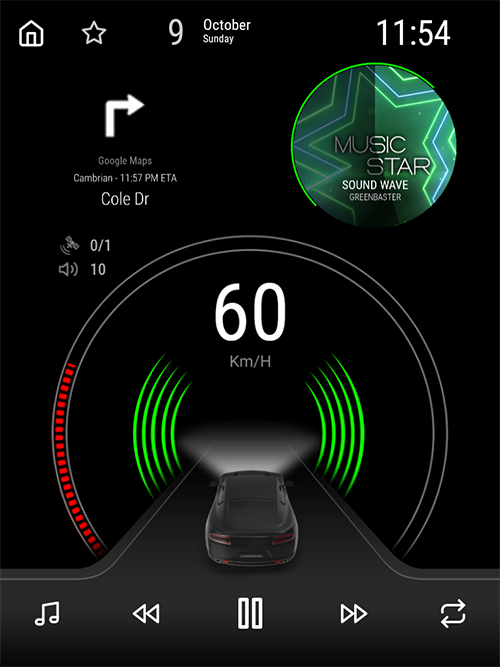 9
October
Sunday
11:54
Google Maps
Cambrian - 11:57 PM ETA
Cole Dr
MUSIC
STAR
SOUND WAVE
GREENBASTER
0/1
10
60
Km/H